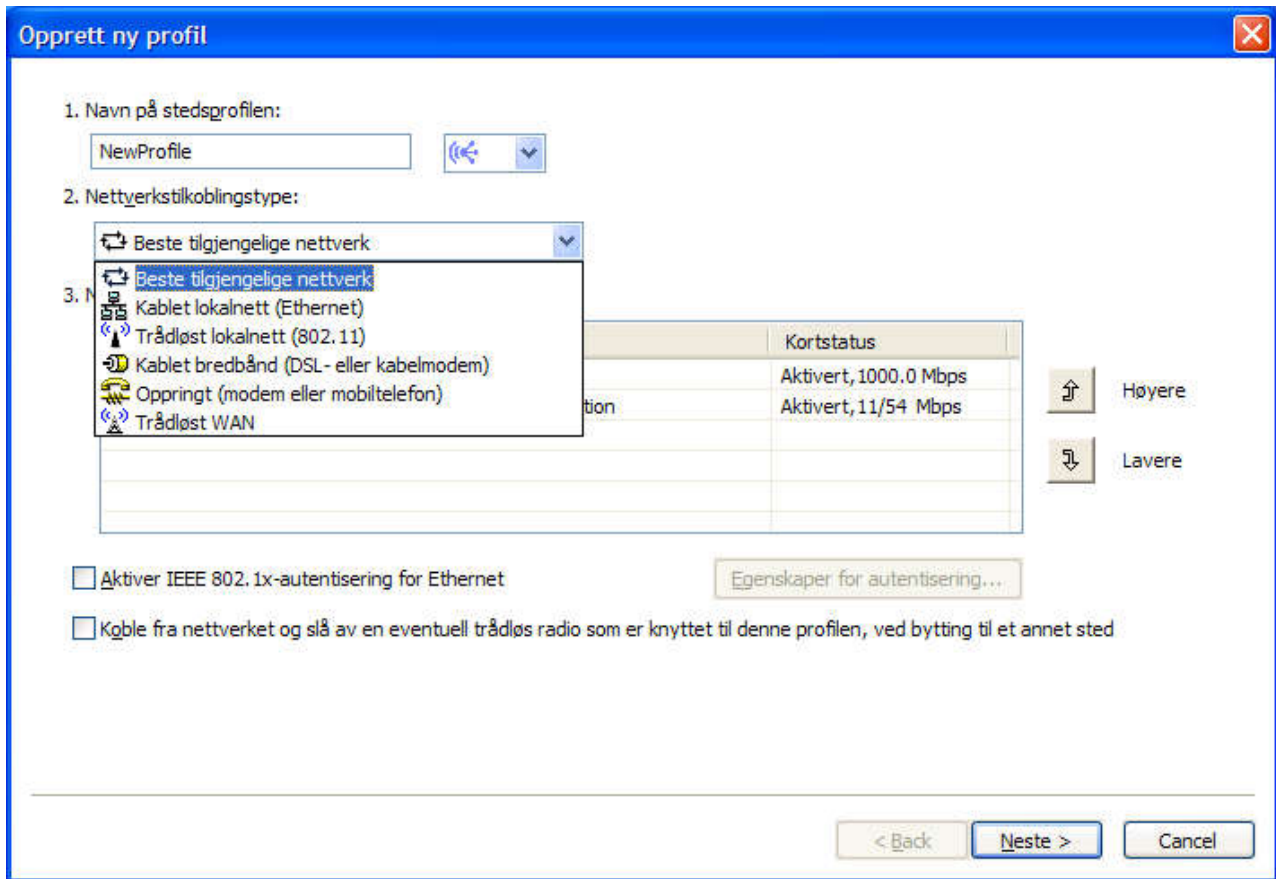 Opprett ny profil
1. Navn på stedsprofilen:
NewProfile
2. Nettverkstilkoblingstype:
Beste tilgjengelige nettverk
Beste tilgjengelige nettverk
3. N
Kablet lokalnett (Ethernet)
Trådløst lokalnett (802.11)
Kortstatus
Kablet bredbånd (DSL- eller kabelmodem)
Aktivert,1000.0 Mbps
Oppringt (modem eller mobiltelefon)
tion
Aktivert,11/54 Mbps
Høyere
Trådløst WAN
Lavere
Aktiver IEEE 802.1x-autentisering for Ethernet
Egenskaper for autentisering...
Koble fra nettverket og slå av en eventuell trådløs radio som er knyttet til denne profilen, ved bytting til et annet sted
< Back
Neste >
Cancel